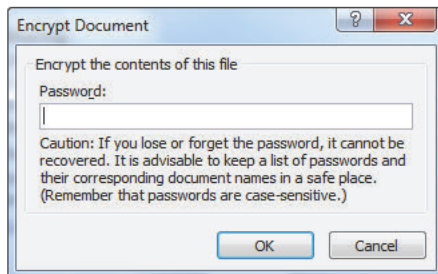 Encrypt Document
Encrypt the contents of this file
Password:
Caution: If you lose or forget the password, it cannot be
recovered. It is advisable to keep a list of passwords and
their corresponding document names in a safe place.
(Remember that passwords are case-sensitive.)
OK Cancel